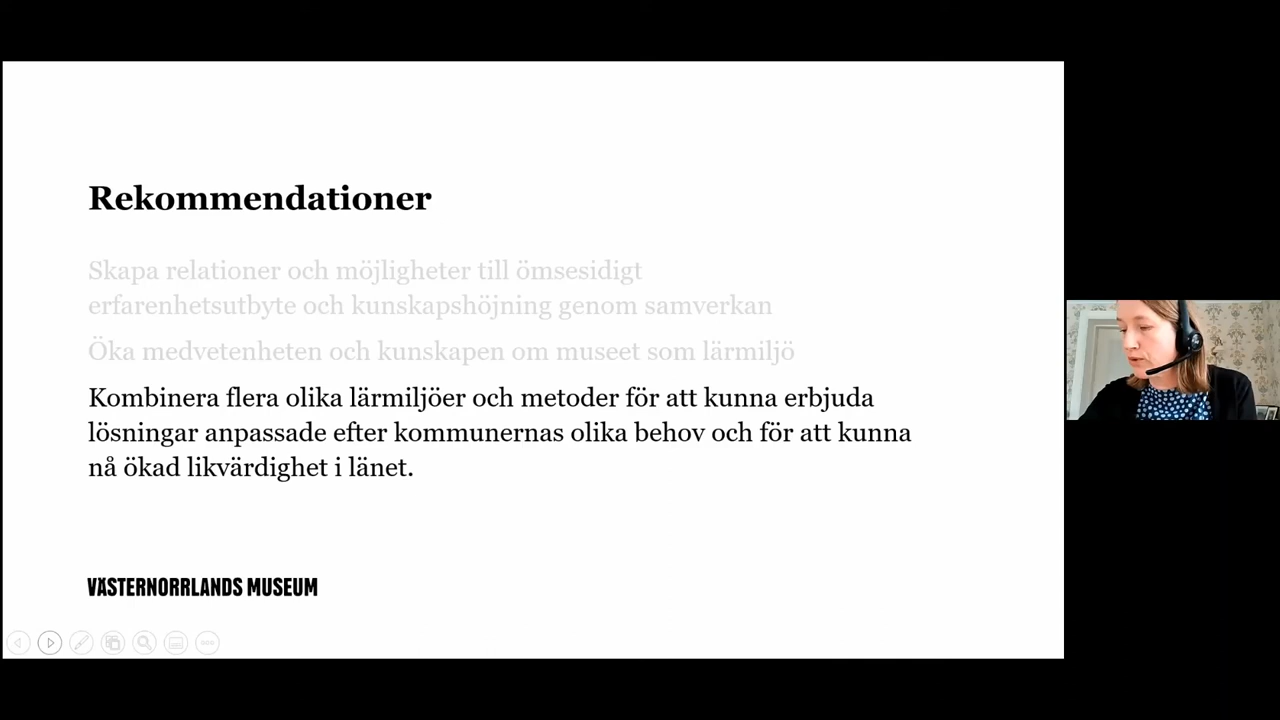 Rekommendationer
Skapa relationer och möjligheter till ömsesidigt
erfarenhetsutbyte och kunskapshöjning genom samverkan
Öka medvetenheten och kunskapen om museet som lärmiljö
Kombinera flera olika lärmiljöer och metoder för att kunna erbjuda
lösningar anpassade efter kommunernas olika behov och för att kunna
nå ökad likvärdighet i länet.
VÄSTERNORRLANDS MUSEUM